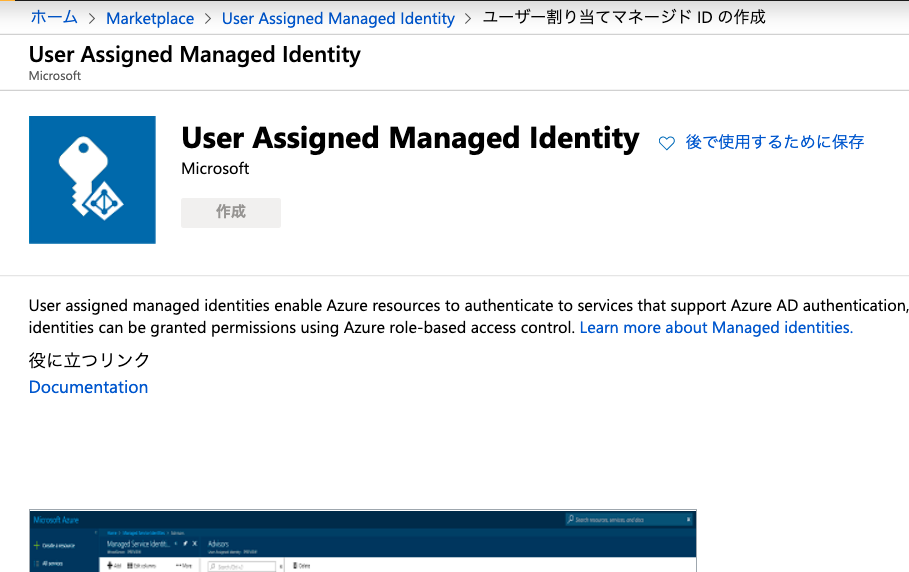 ホーム > Marketplace > User Assigned Managed Identity > ユーザー割り当てマネージド ID の作成
User Assigned Managed Identity
Microsoft
User Assigned Managed Identity
後で使用するために保存
Microsoft
作成
User assigned managed identities enable Azure resources to authenticate to services that support Azure AD authentication,
identities can be granted permissions using Azure role-based access control. Learn more about Managed identities.
役に立つリンク
Documentation
Microsoft Azure
Search resources, services, and docs
Create a resource
Managed Service Identit...
Advisors
All services
Add
Edit columns
More
Search (Ctrl+/)
Delete